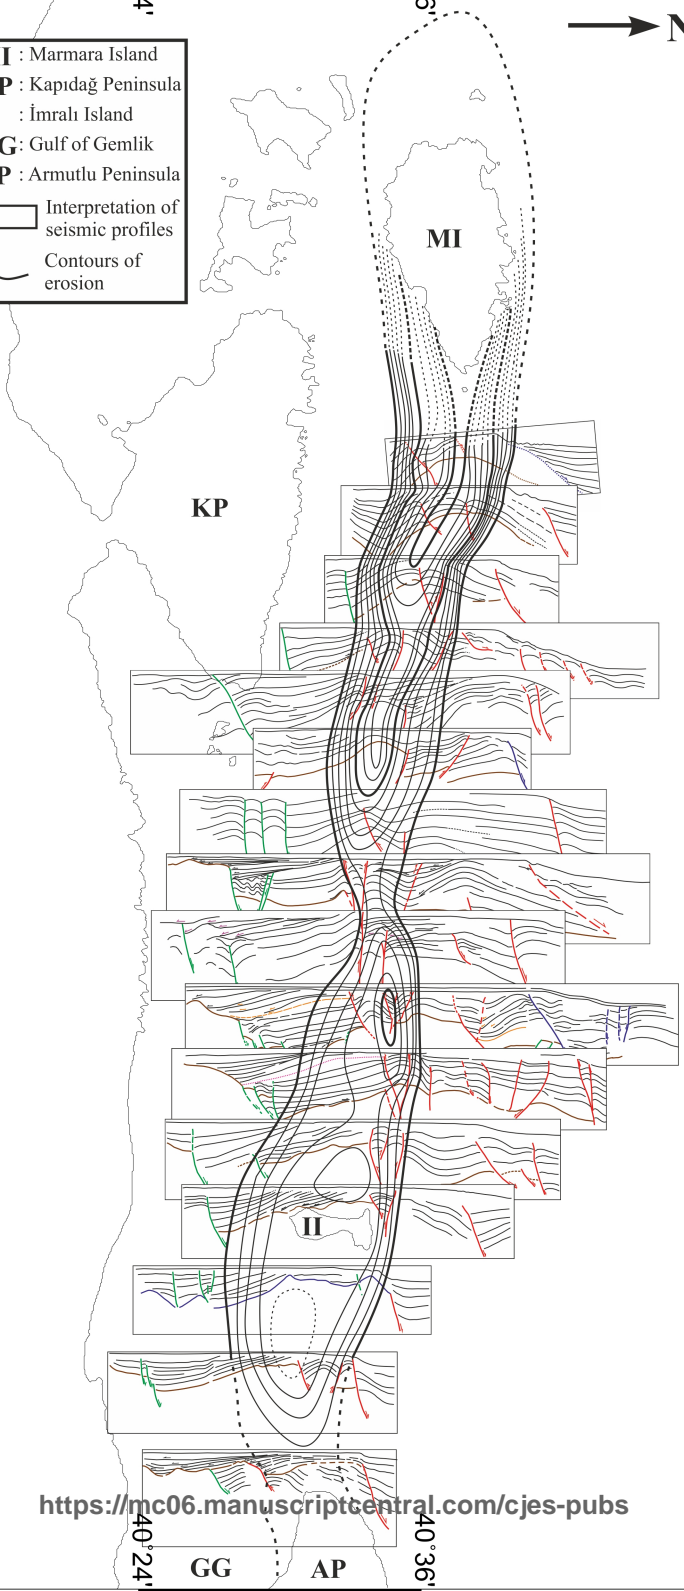 4'
6'
N
I : Marmara Island
P : Kapıdağ Peninsula
: İmralı Island
G : Gulf of Gemlik
P : Armutlu Peninsula
Interpretation of
seismic profiles
Contours of
erosion
MI
KP
II
https://mc06.manuscriptcentral.com/cjes-pubs
40°24'
40°36'
GG
AP